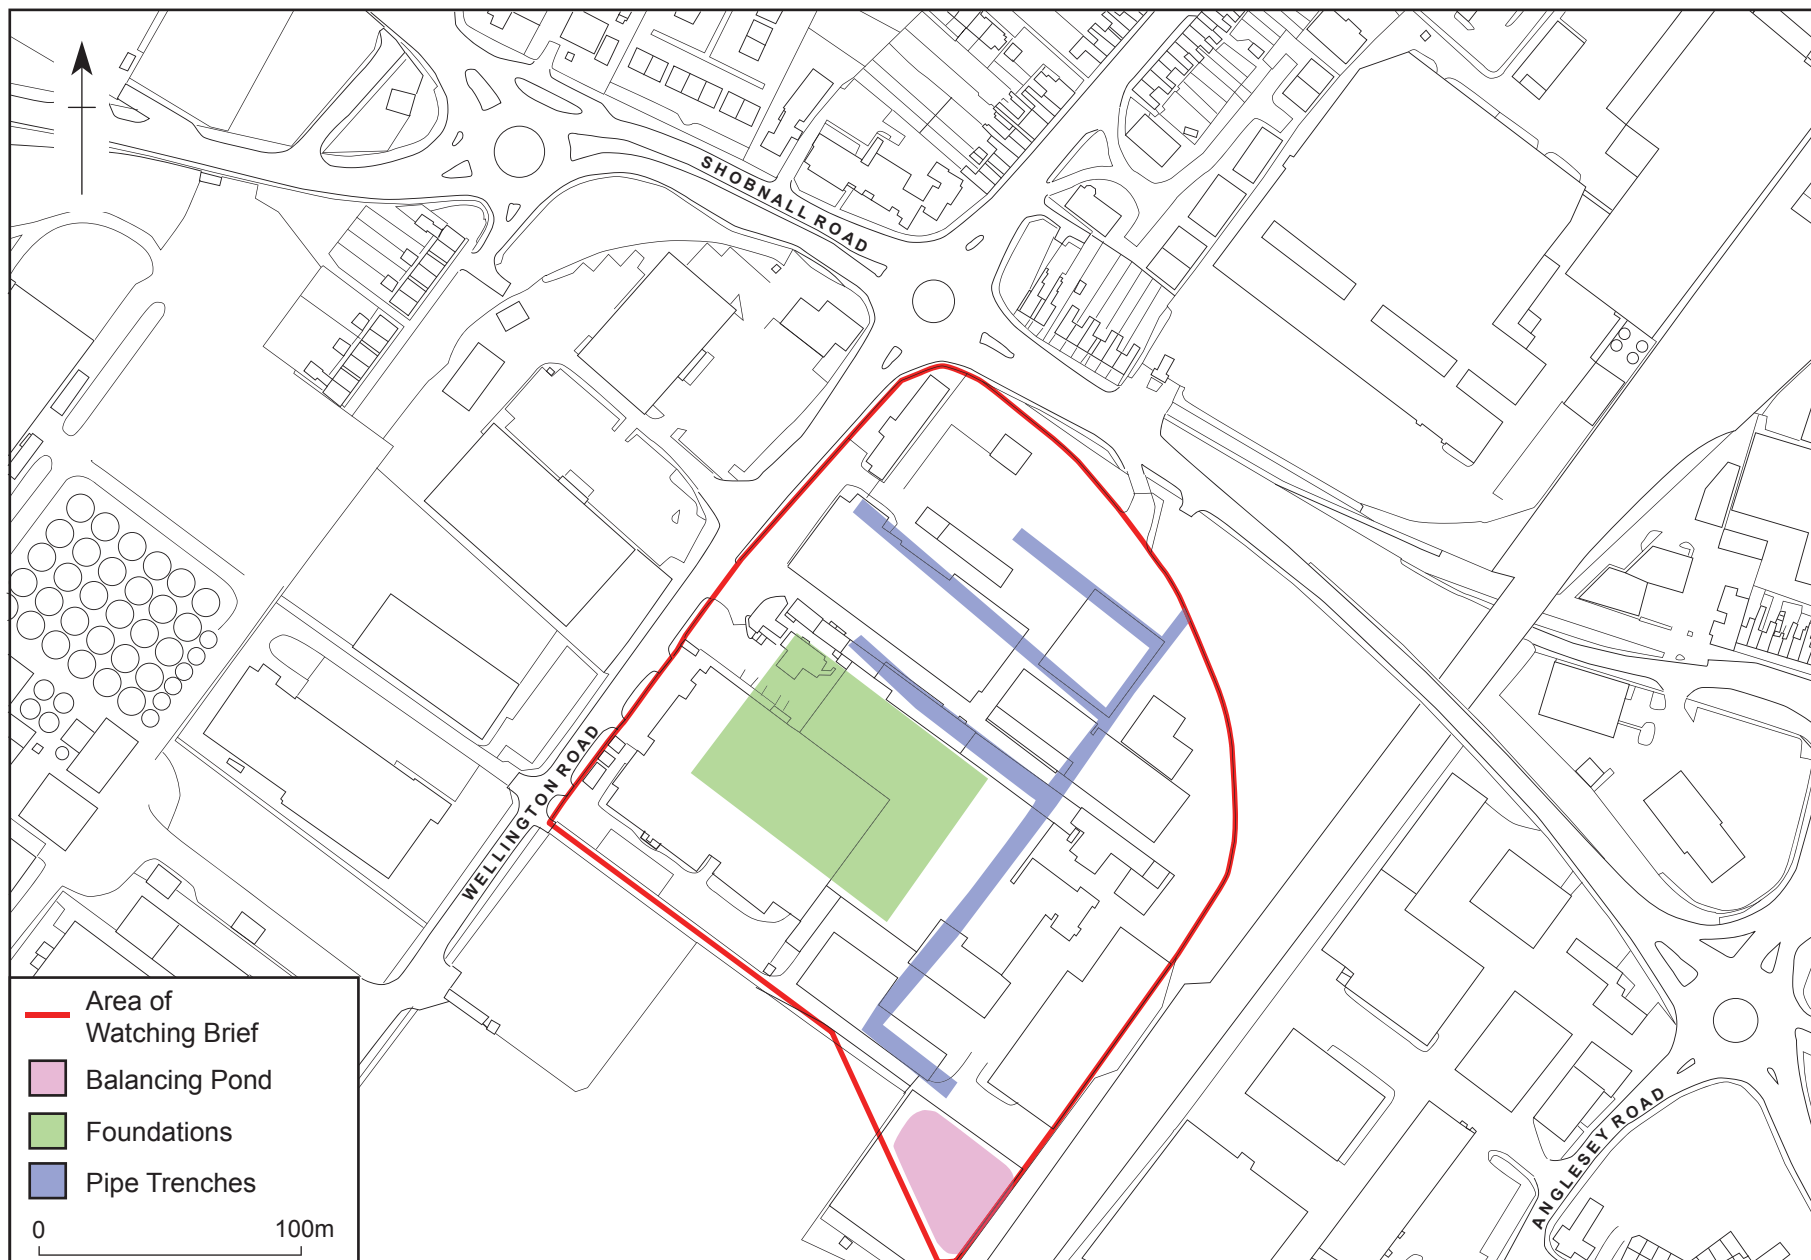 SHOBNALL ROAD
WELLINGTON ROAD
ANGLESEY ROAD
Area of
Watching Brief
Balancing Pond
Foundations
Pipe Trenches
0 100m